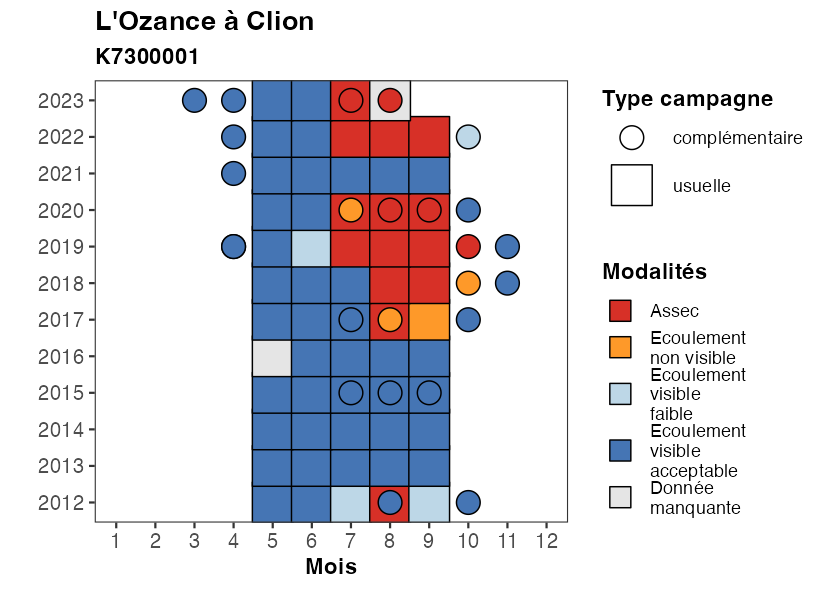 L'Ozance à Clion
K7300001
2023
2022
2021
2020
2019
2018
2017
2016
2015
2014
2013
2012
1 2 3 4 5 6 7 8 9 10 11 12
Mois
Type campagne
complémentaire
usuelle
Modalités
Assec
Ecoulement
non visible
Ecoulement
visible
faible
Ecoulement
visible
acceptable
Donnée
manquante